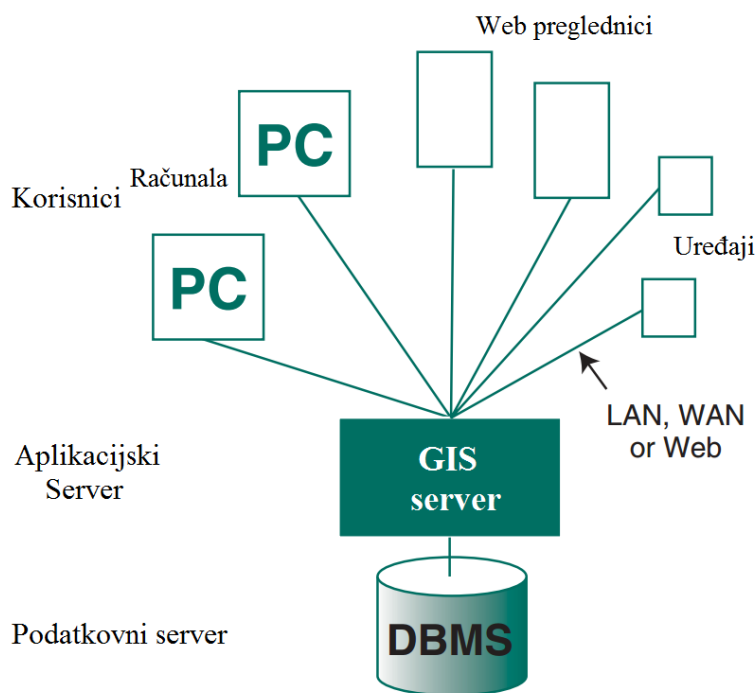 Web preglednici
PC
Računala
Korisnici
PC
Uređaji
LAN, WAN
or Web
Aplikacijski
Server
GIS
server
Podatkovni server
DBMS